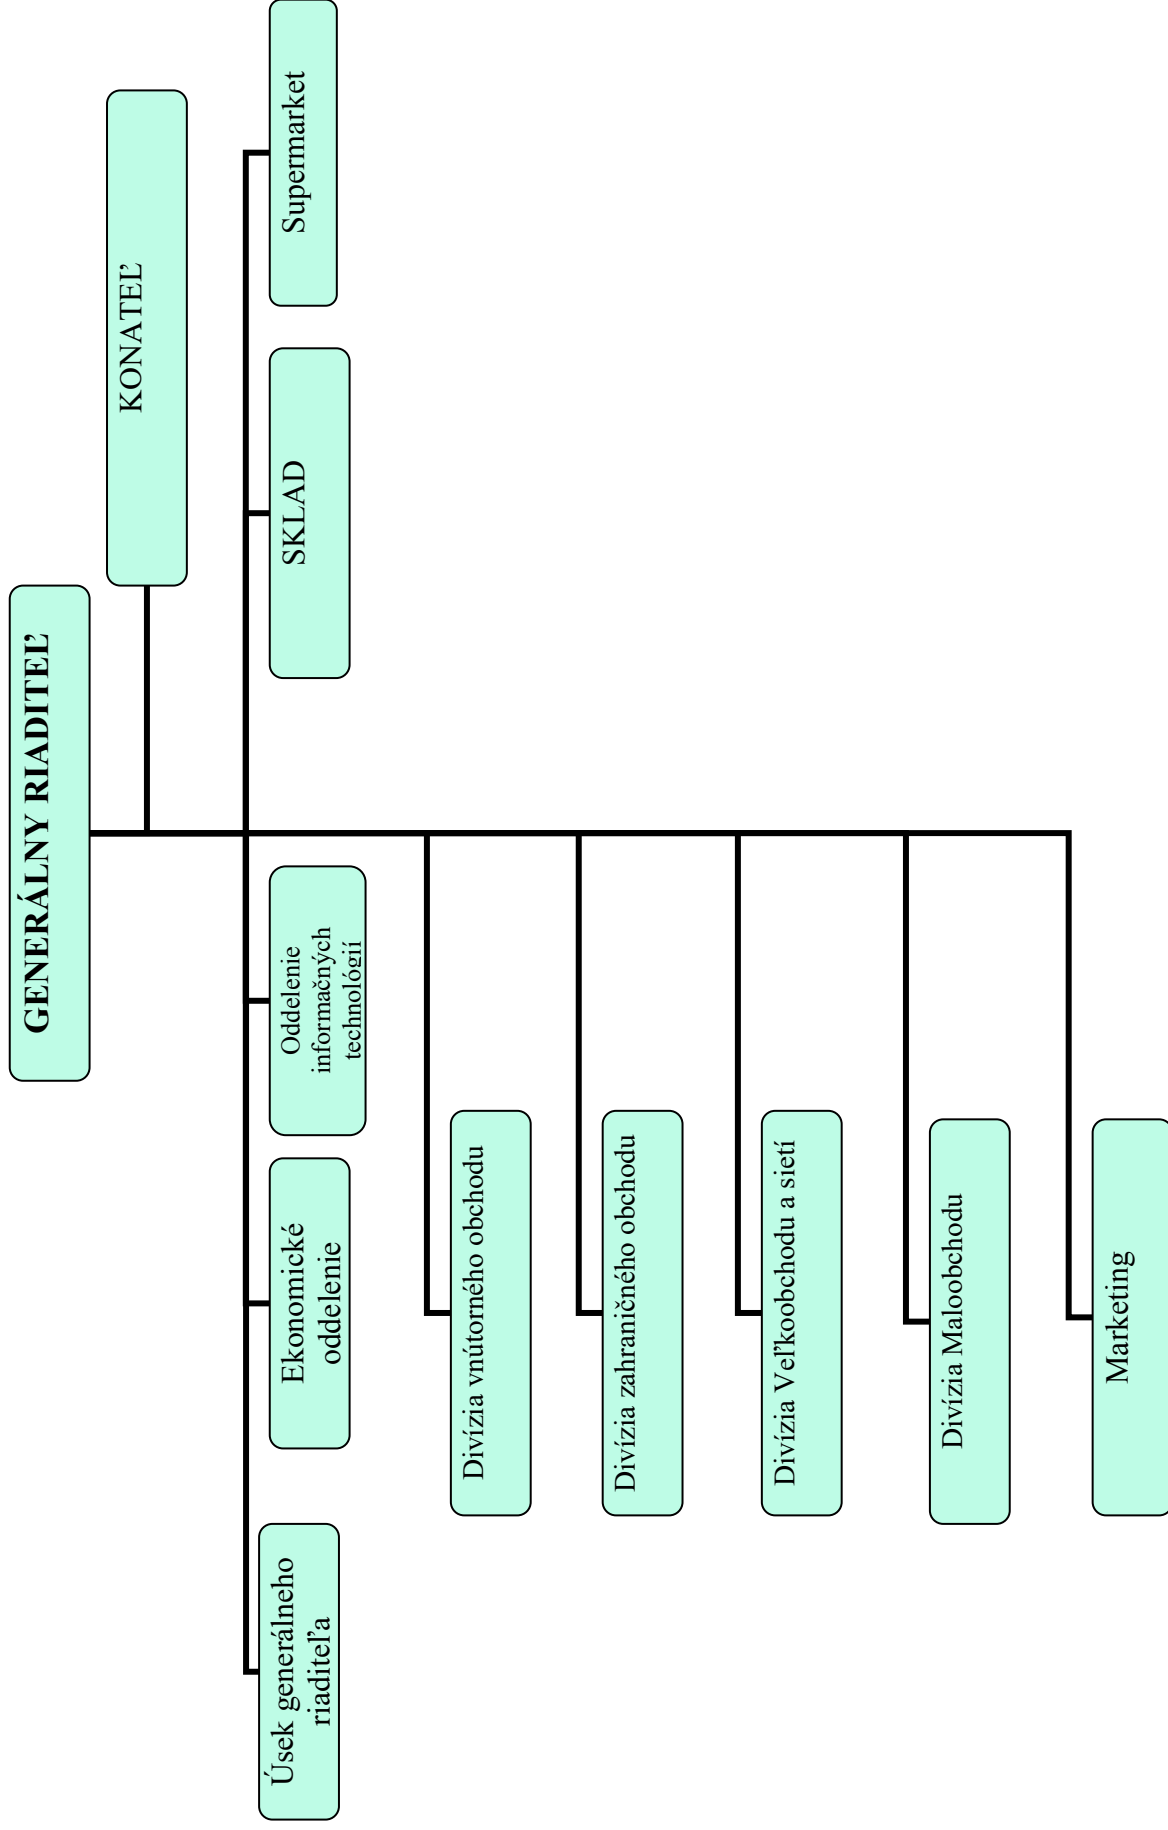 GENERÁLNY RIADITEĽ
KONATEĽ
Úsek generálneho
riaditeľa
Ekonomické
oddelenie
Oddelenie
informačných
technológií
SKLAD
Supermarket
Divízia vnútorného obchodu
Divízia zahraničného obchodu
Divízia Veľkoobchodu a sietí
Divízia Maloobchodu
Marketing